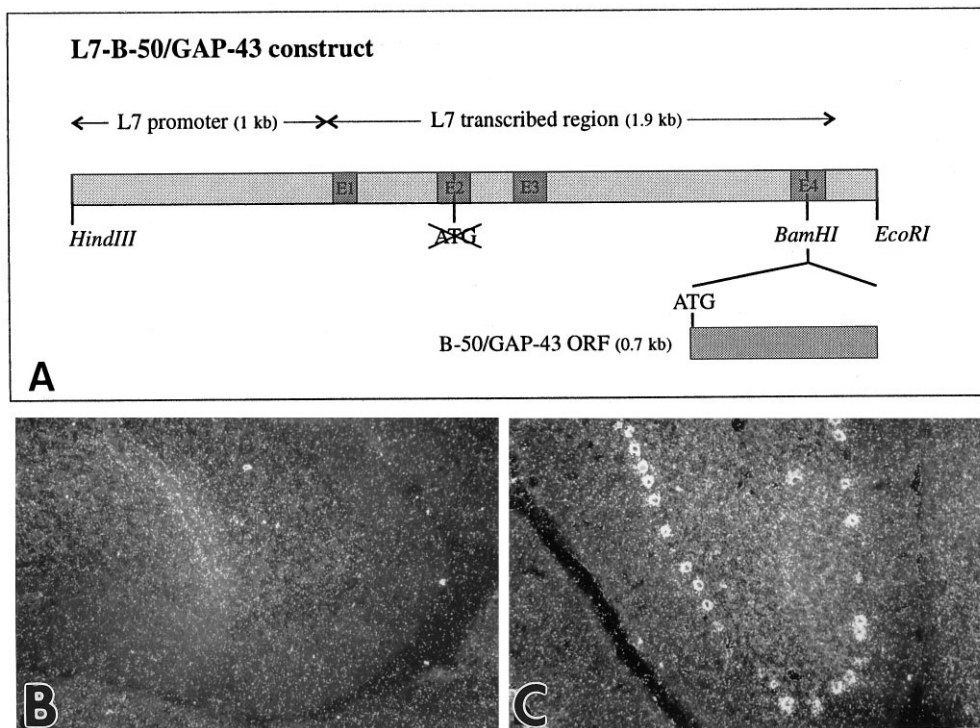 L7-B-50/GAP-43 construct
L7 promoter (1 kb) L7 transcribed region (1.9 kb)
E1 E2 E3 E4
HindIII ATG BamHI EcoRI
ATG
B-50/GAP-43 ORF (0.7 kb)
A
B C